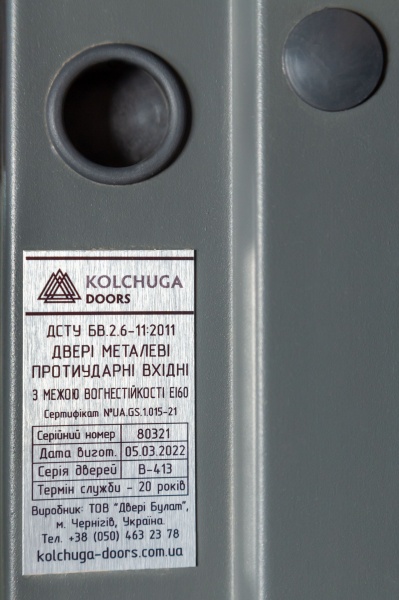 KOLCHUGA
DOORS
ДСТУ БВ.2.6-11:2011
ДВЕРІ МЕТАЛЕВІ
ПРОТИУДАРНІ ВХІДНІ
З МЕЖОЮ ВОГНЕСТІЙКОСТІ EI60
Сертифікат №UA.GS.1.015-21
Серійний номер 80321
Дата вигот. 05.03.2022
Серія дверей В-413
Термін служби - 20 років
Виробник: ТОВ "Двері Булат",
м. Чернігів, Україна.
Тел. +38 (050) 463 23 78
kolchuga-doors.com.ua